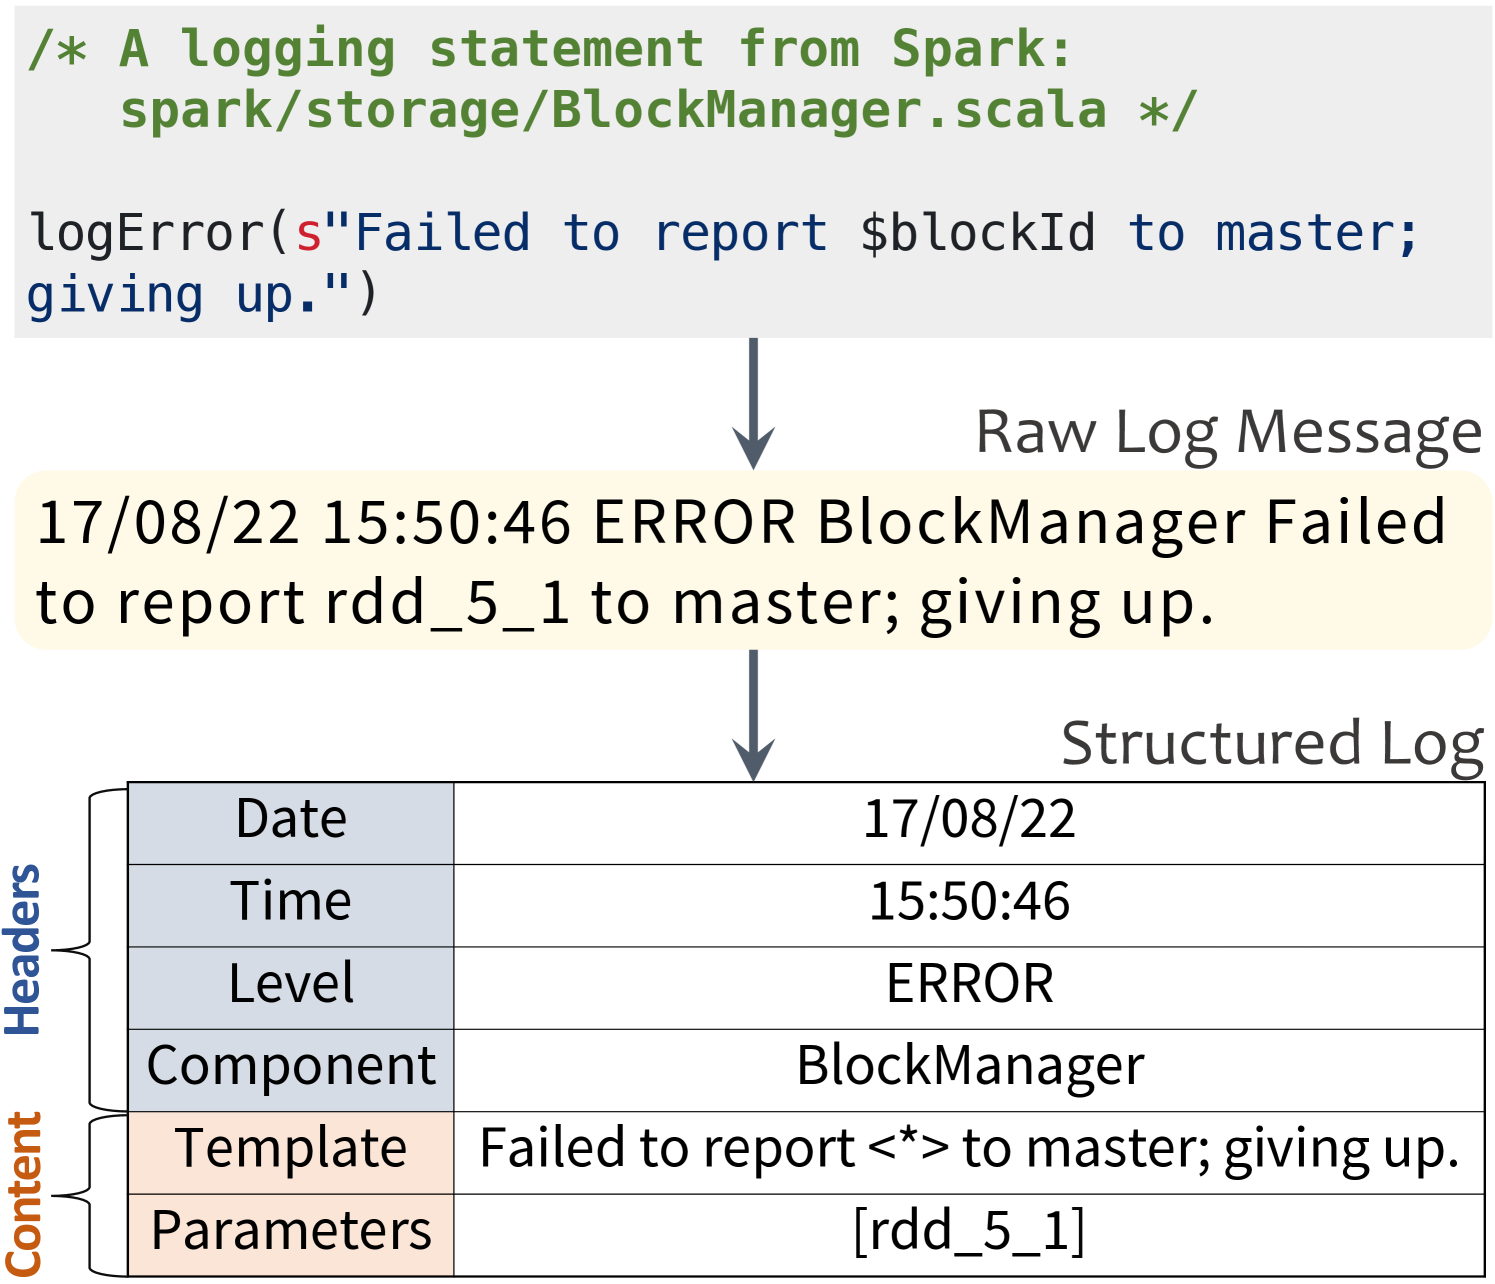 /* A logging statement from Spark:
spark/storage/BlockManager.scala */
logError(s"Failed to report $blockId to master;
giving up.")
Raw Log Message
17/08/22 15:50:46 ERROR BlockManager Failed
to report rdd_5_1 to master; giving up.
Structured Log
Headers
Date 17/08/22
Time 15:50:46
Level ERROR
Component BlockManager
Content
Template Failed to report <*> to master; giving up.
Parameters [rdd_5_1]